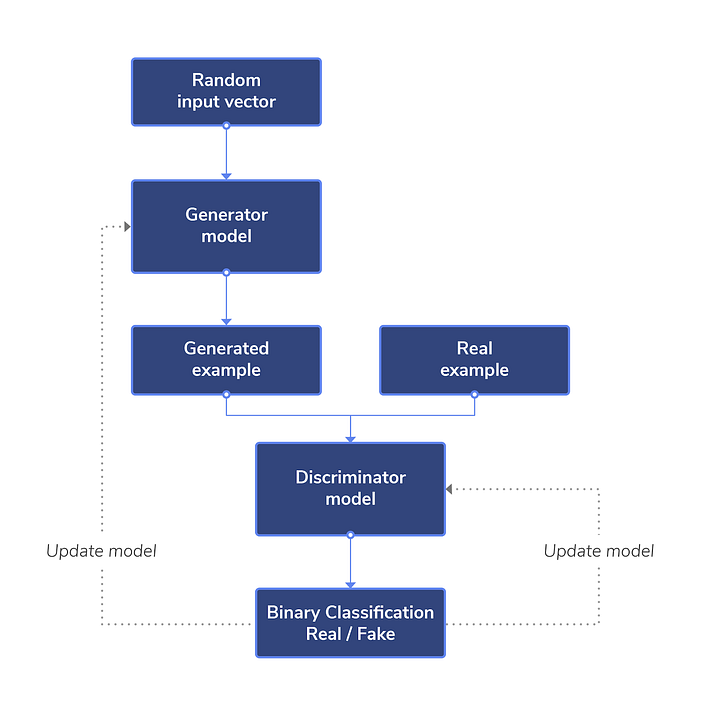 Random
input vector
Generator
model
Generated
example
Real
example
Discriminator
model
Update model
Update model
Binary Classification
Real / Fake